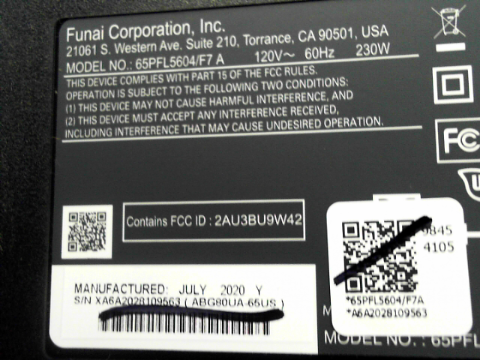 Funai Corporation, Inc.
21061 S. Western Ave. Suite 210, Torrance, CA 90501, USA
MODEL NO.: 65PFL5604/F7 A 120V~ 60Hz 230W
THIS DEVICE COMPLIES WITH PART 15 OF THE FCC RULES.
OPERATION IS SUBJECT TO THE FOLLOWING TWO CONDITIONS:
(1) THIS DEVICE MAY NOT CAUSE HARMFUL INTERFERENCE, AND
(2) THIS DEVICE MUST ACCEPT ANY INTERFERENCE RECEIVED,
INCLUDING INTERFERENCE THAT MAY CAUSE UNDESIRED OPERATION.
FC
Contains FCC ID : 2AU3BU9W42
9845
4105
*65PFL5604/F7A
*A6A2028109563
MANUFACTURED: JULY 2020 Y
S/N XA6A2028109563 ( ABG80UA-65US )
MODEL NO.: 65PFL